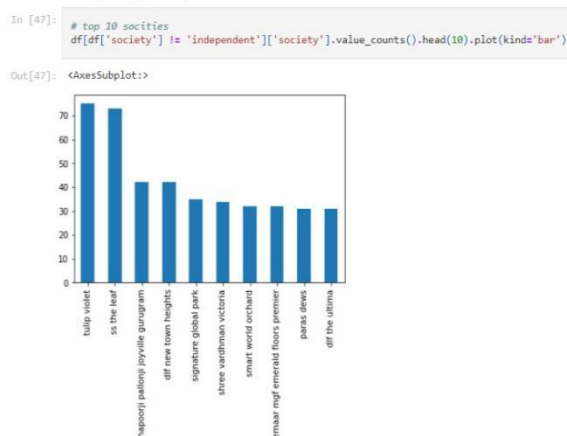 In [47]:
# top 10 socities
df[df['society'] != 'independent']['society'].value_counts().head(10).plot(kind='bar')
Out[47]: <AxesSubplot:>
70
60
50
40
30
20
10
0
tulip violet
ss the leaf
hapoorji pallonji joyville gurugram
dlf new town heights
signature global park
shree vardhman victoria
smart world orchard
emaar mgf emerald floors premier
paras dews
dlf the ultima